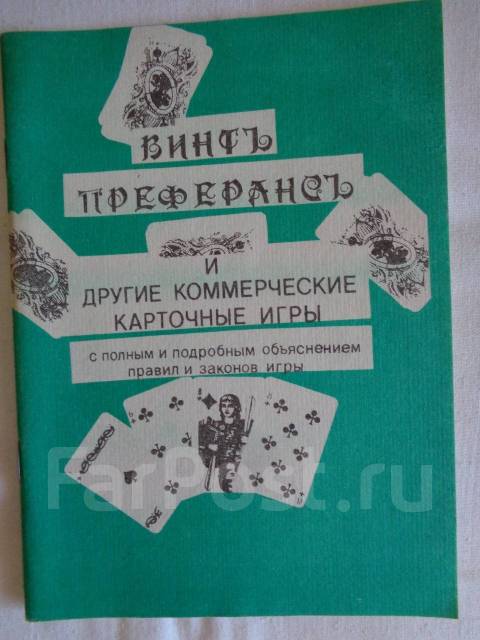 ВИНТЪ
ПРЕФЕРАНСЪ
И
ДРУГИЕ КОММЕРЧЕСКИЕ
КАРТОЧНЫЕ ИГРЫ
с полным и подробным объяснением
правил и законов игры
FarPost.ru